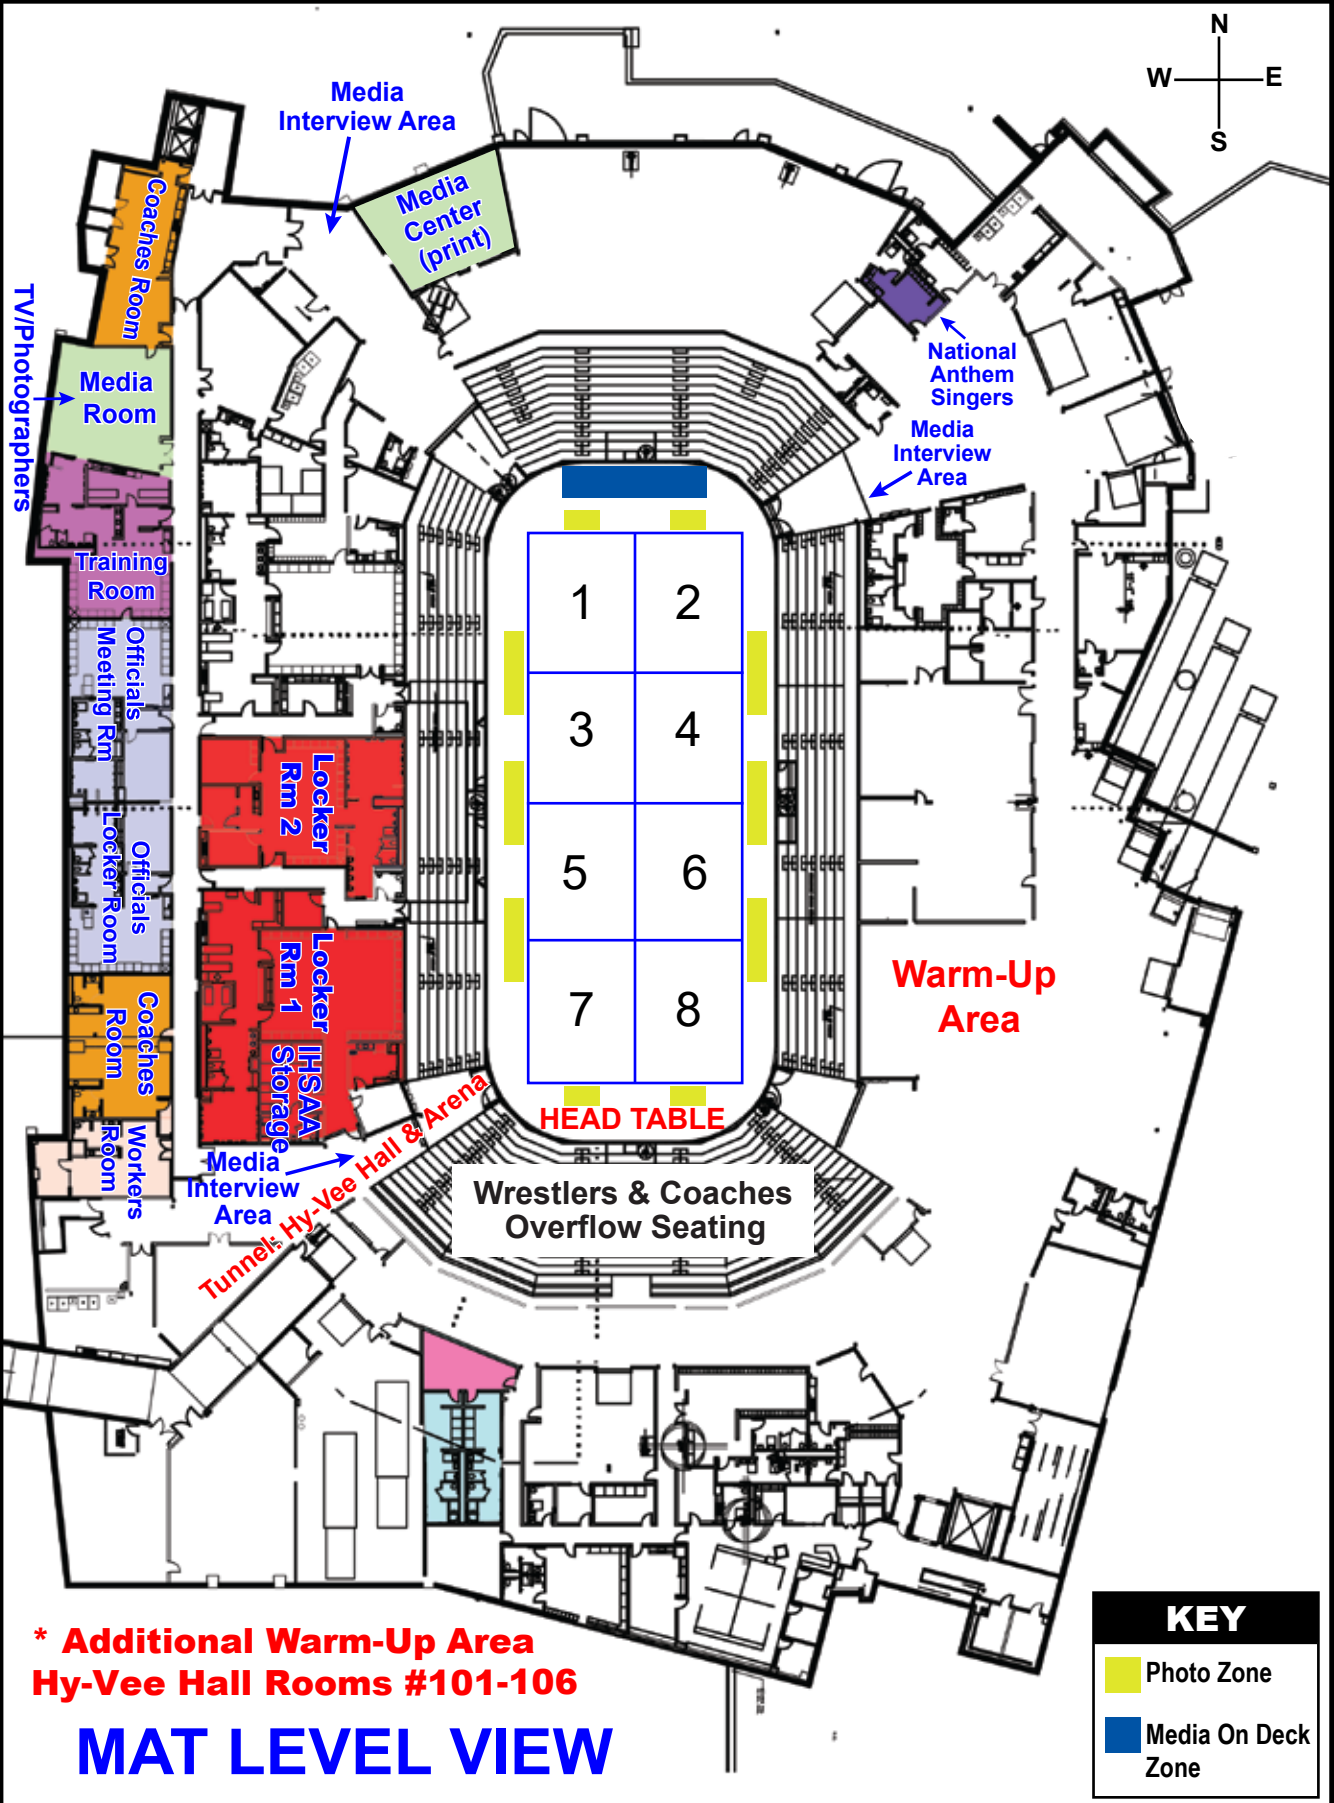 N
W E
S
Media
Interview Area
Media
Center
(print)
Coaches Room
TV/Photographers
Media
Room
National
Anthem
Singers
Media
Interview
Area
Training
Room
Officials
Meeting Rm
Officials
Locker Room
Locker
Rm 2
Locker
Rm 1
IHSAA
Storage
Coaches
Room
Workers
Room
1 2
3 4
5 6
7 8
HEAD TABLE
Warm-Up
Area
Media
Interview
Area
Tunnel: Hy-Vee Hall & Arena
Wrestlers & Coaches
Overflow Seating
* Additional Warm-Up Area
Hy-Vee Hall Rooms #101-106
MAT LEVEL VIEW
KEY
Photo Zone
Media On Deck
Zone